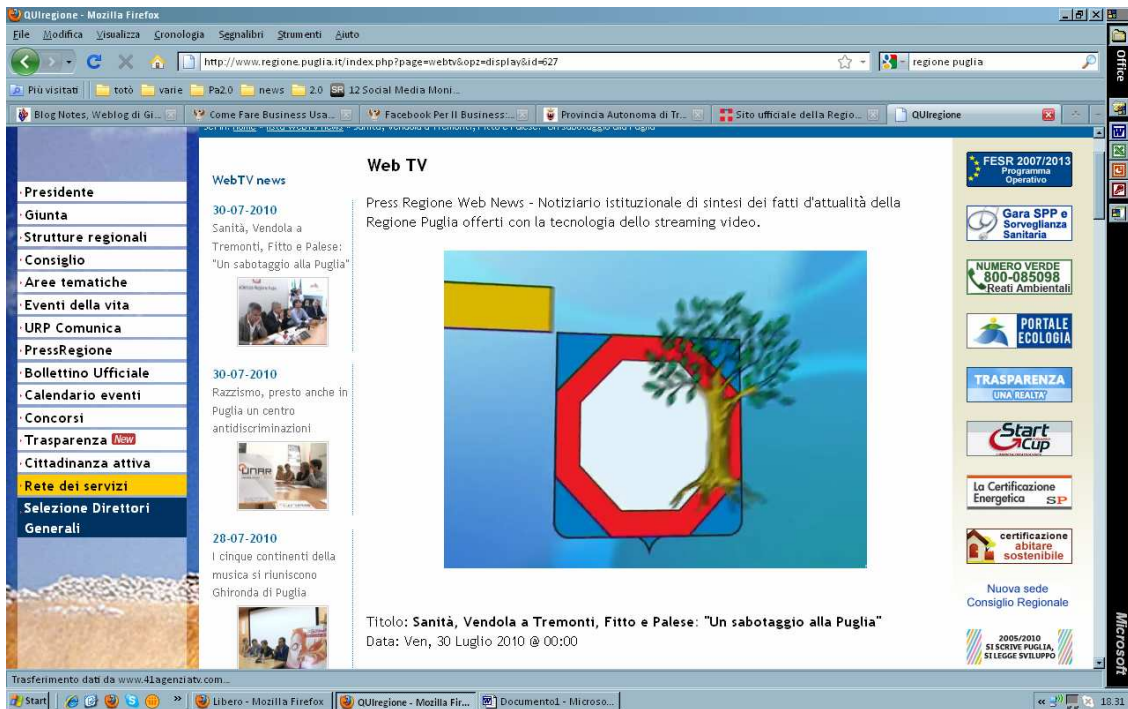 QUIregione - Mozilla Firefox
File Modifica Visualizza Cronologia Segnalibri Strumenti Aiuto
http://www.regione.puglia.it/index.php?page=webtv&opz=display&id=627
regione puglia
Più visitati totò varie Pa2.0 news 2.0 SR 12 Social Media Moni...
Blog Notes, Weblog di Gi... Come Fare Business Usa... Facebook Per Il Business:... Provincia Autonoma di Tr... Sito ufficiale della Regio... QUIregione
Office
Presidente
Giunta
Strutture regionali
Consiglio
Aree tematiche
Eventi della vita
URP Comunica
PressRegione
Bollettino Ufficiale
Calendario eventi
Concorsi
Trasparenza New
Cittadinanza attiva
Rete dei servizi
Selezione Direttori
Generali
WebTV news
30-07-2010
Sanità, Vendola a
Tremonti, Fitto e Palese:
"Un sabotaggio alla Puglia"
30-07-2010
Razzismo, presto anche in
Puglia un centro
antidiscriminazioni
UNAR
28-07-2010
I cinque continenti della
musica si riuniscono
Ghironda di Puglia
Web TV
Press Regione Web News - Notiziario istituzionale di sintesi dei fatti d'attualità della
Regione Puglia offerti con la tecnologia dello streaming video.
Titolo: Sanità, Vendola a Tremonti, Fitto e Palese: "Un sabotaggio alla Puglia"
Data: Ven, 30 Luglio 2010 @ 00:00
FESR 2007/2013
Programma
Operativo
Gara SPP e
Sorveglianza
Sanitaria
NUMERO VERDE
800-085098
Reati Ambientali
PORTALE
ECOLOGIA
TRASPARENZA
UNA REALTA'
Start
Cup
La Certificazione
Energetica SP
certificazione
abitare
sostenibile
Nuova sede
Consiglio Regionale
2005/2010
SI SCRIVE PUGLIA,
SI LEGGE SVILUPPO
Microsoft
Trasferimento dati da www.41agenziatv.com...
Start Libero - Mozilla Firefox QUIregione - Mozilla Fir... Documento1 - Microso... 18.31